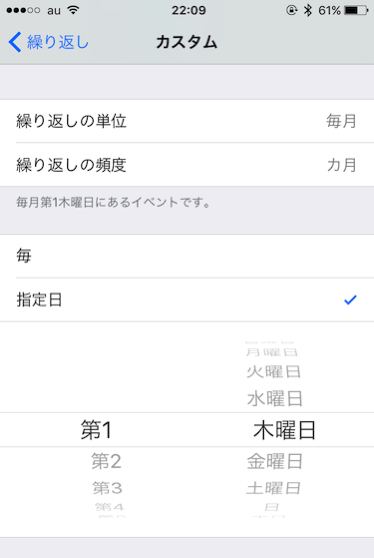 au 22:09 61%
繰り返し カスタム
繰り返しの単位 毎月
繰り返しの頻度 カ月
毎月第1木曜日にあるイベントです。
毎
指定日
月曜日
火曜日
水曜日
第1 木曜日
第2 金曜日
第3 土曜日
第4 日